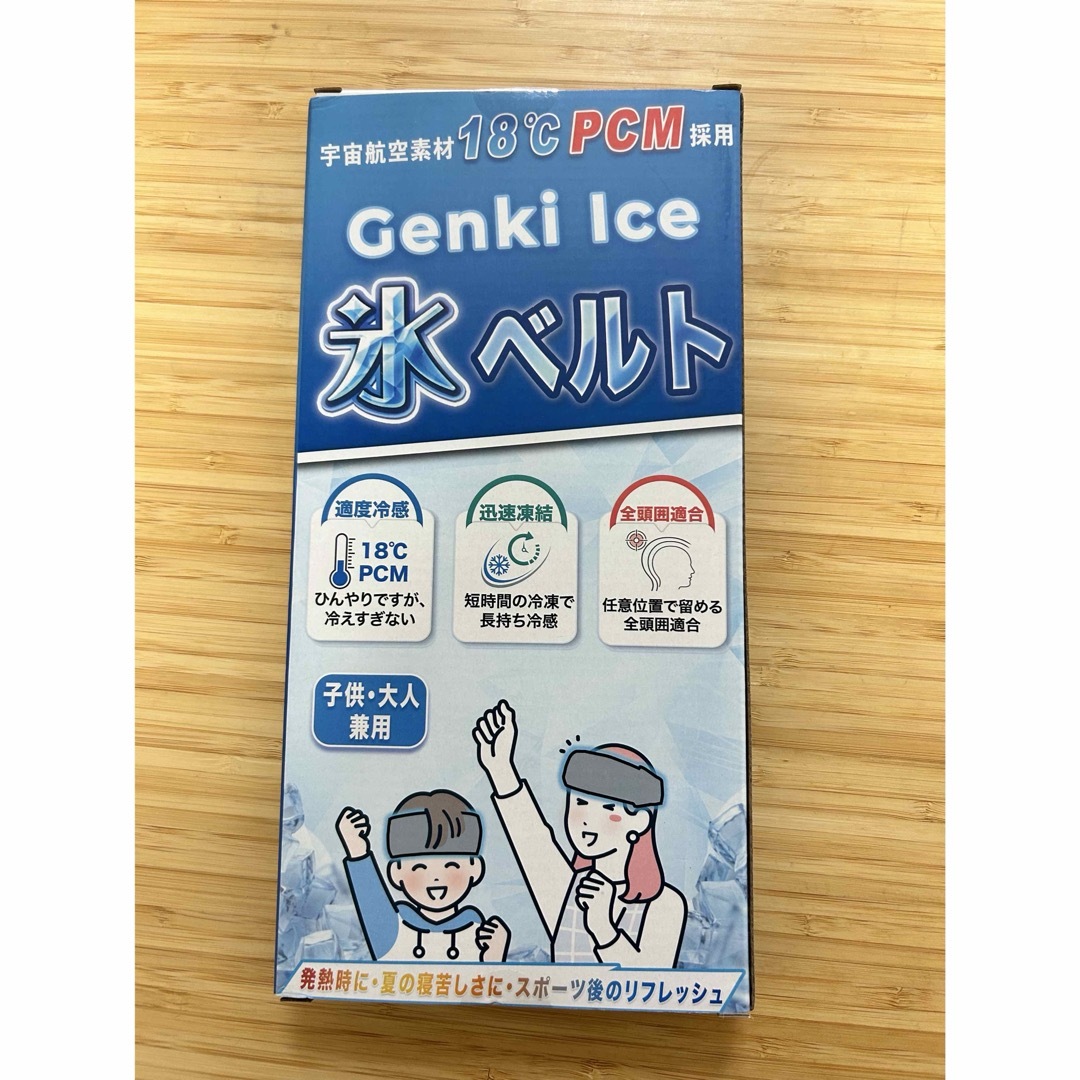 宇宙航空素材18℃ PCM採用
Genki Ice
氷ベルト
適度冷感
18℃
PCM
ひんやりですが、
冷えすぎない
迅速凍結
短時間の冷凍で
長持ち冷感
全頭囲適合
任意位置で留める
全頭囲適合
子供・大人
兼用
発熱時に・夏の寝苦しさに・スポーツ後のリフレッシュ